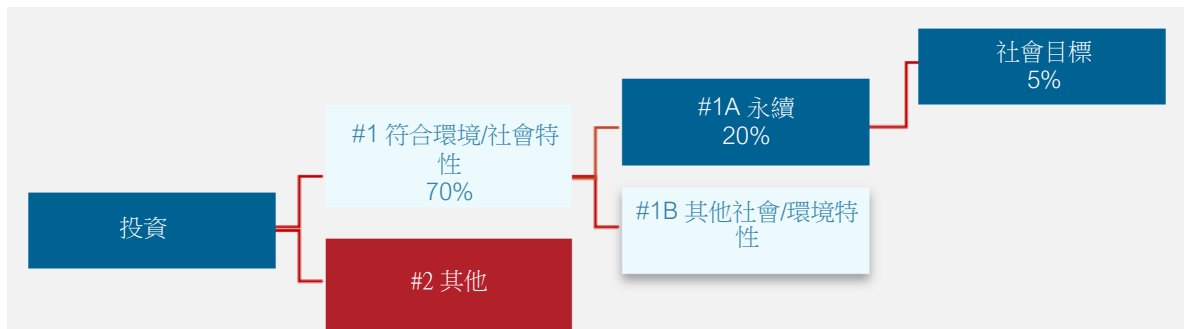 投資
#1 符合環境/社會特
性
70%
#2 其他
#1A 永續
20%
#1B 其他社會/環境特
性
社會目標
5%